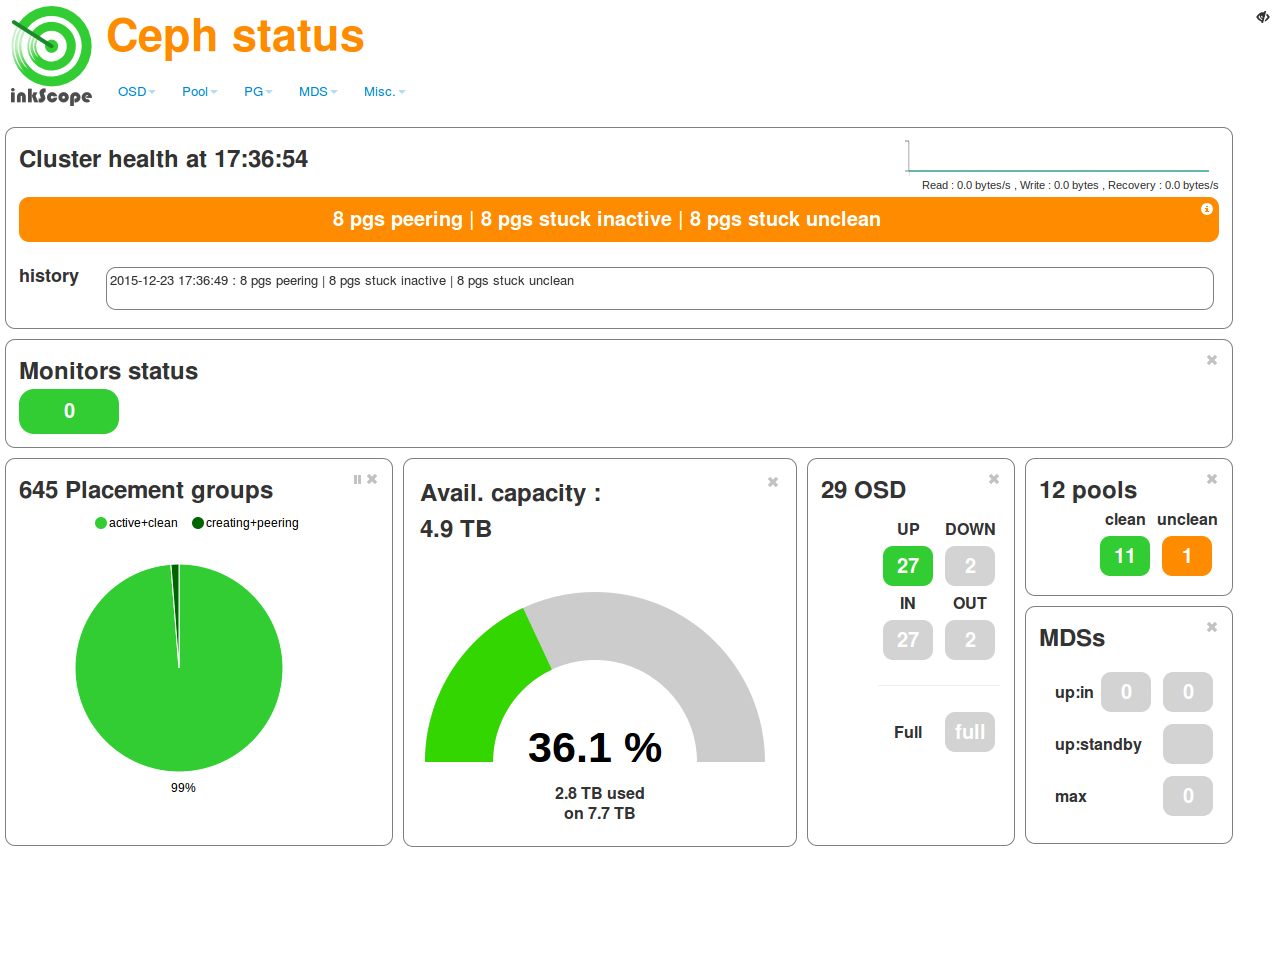 inkScope
Ceph status
OSD Pool PG MDS Misc.
Cluster health at 17:36:54
Read : 0.0 bytes/s , Write : 0.0 bytes , Recovery : 0.0 bytes/s
8 pgs peering | 8 pgs stuck inactive | 8 pgs stuck unclean
history
2015-12-23 17:36:49 : 8 pgs peering | 8 pgs stuck inactive | 8 pgs stuck unclean
Monitors status
0
645 Placement groups
active+clean creating+peering
99%
Avail. capacity :
4.9 TB
36.1 %
2.8 TB used
on 7.7 TB
29 OSD
UP DOWN
27 2
IN OUT
27 2
Full full
12 pools
clean unclean
11 1
MDSs
up:in 0 0
up:standby
max 0